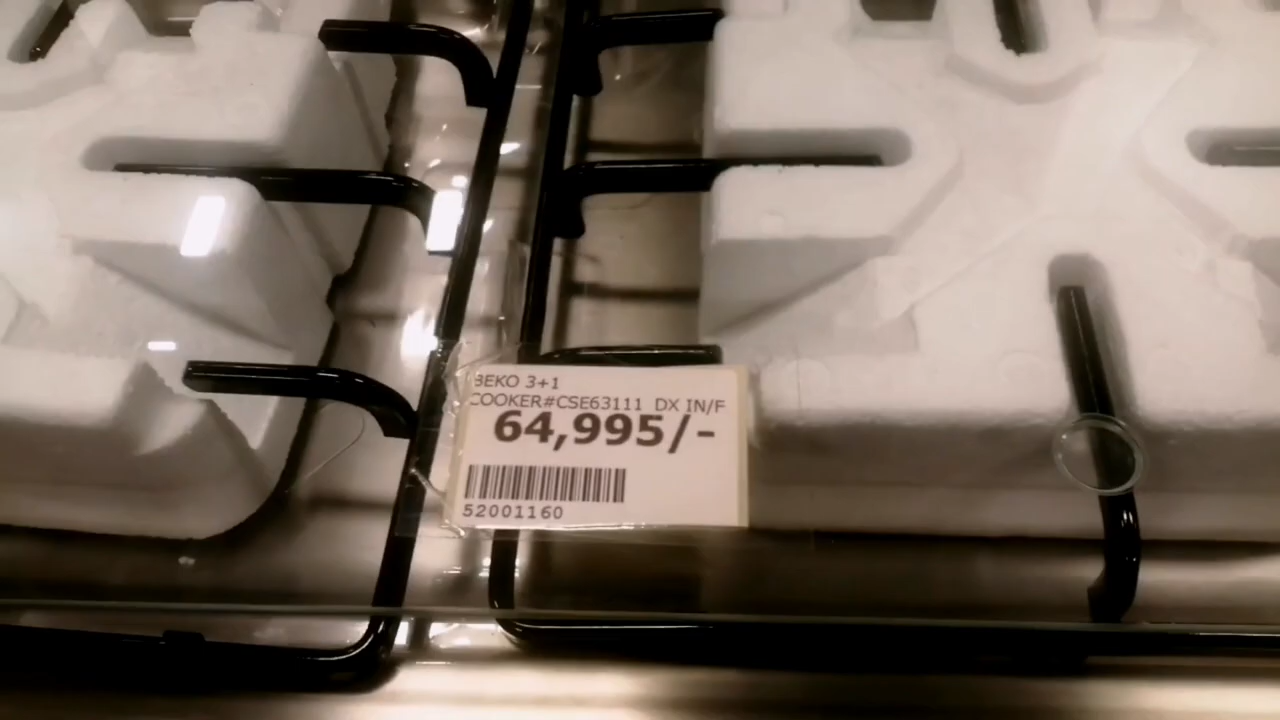 BEKO 3+1
COOKER#CSE63111 DX IN/F
64,995/-
52001160